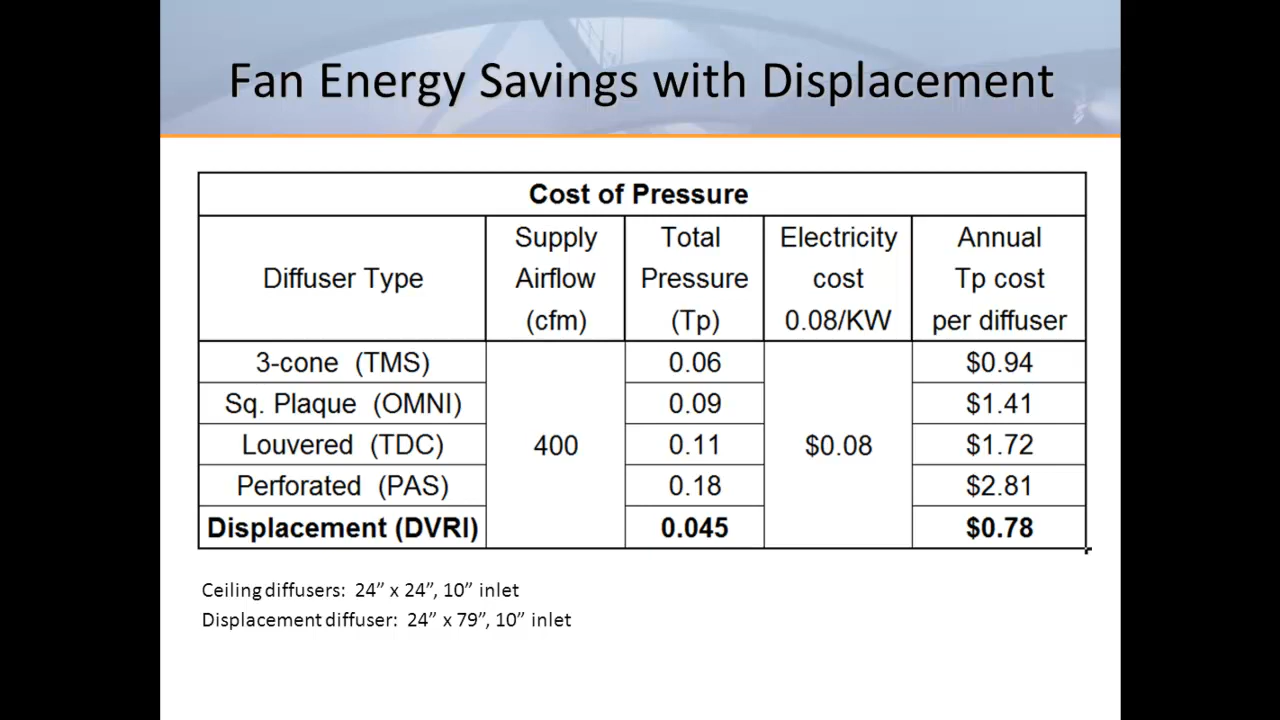 Fan Energy Savings with Displacement
Cost of Pressure
Diffuser Type
Supply
Airflow
(cfm)
Total
Pressure
(Tp)
Electricity
cost
0.08/KW
Annual
Tp cost
per diffuser
3-cone (TMS)
0.06
$0.94
Sq. Plaque (OMNI)
0.09
$1.41
Louvered (TDC)
400
0.11
$0.08
$1.72
Perforated (PAS)
0.18
$2.81
Displacement (DVRI)
0.045
$0.78
Ceiling diffusers: 24” x 24”, 10” inlet
Displacement diffuser: 24” x 79”, 10” inlet